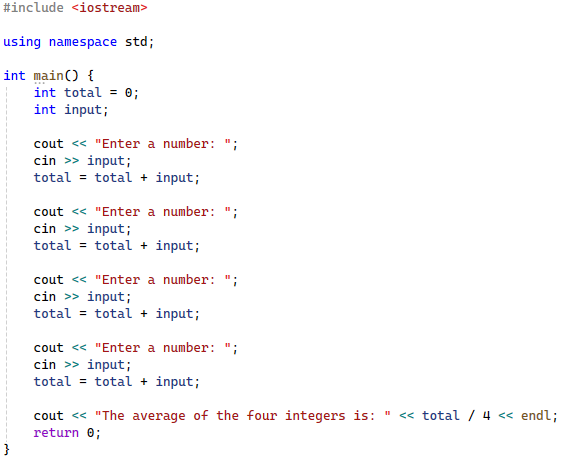 #include <iostream>
using namespace std;
int main() {
int total = 0;
int input;
cout << "Enter a number: ";
cin >> input;
total = total + input;
cout << "Enter a number: ";
cin >> input;
total = total + input;
cout << "Enter a number: ";
cin >> input;
total = total + input;
cout << "Enter a number: ";
cin >> input;
total = total + input;
cout << "The average of the four integers is: " << total / 4 << endl;
return 0;
}